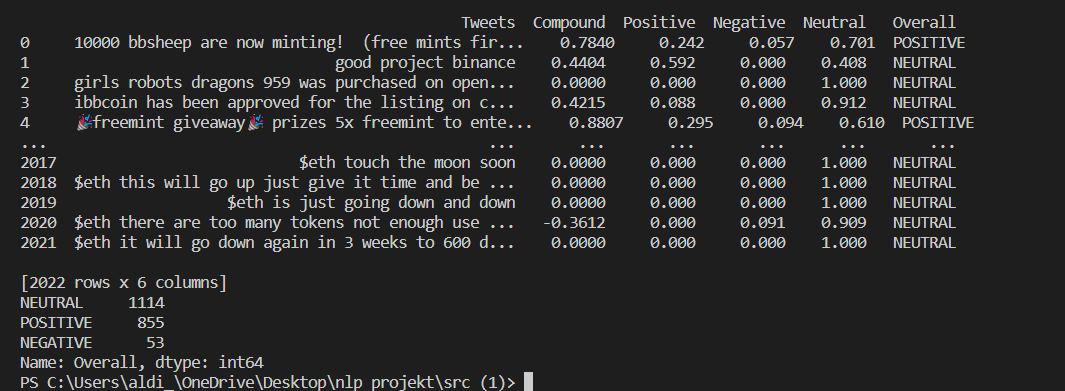 Tweets  Compound  Positive  Negative  Neutral   Overall
0     10000 bbsheep are now minting!  (free mints fir...    0.7840     0.242     0.057    0.701  POSITIVE
1     good project binance    0.4404     0.592     0.000    0.408   NEUTRAL
2     girls robots dragons 959 was purchased on open...    0.0000     0.000     0.000    1.000   NEUTRAL
3     ibbcoin has been approved for the listing on c...    0.4215     0.088     0.000    0.912   NEUTRAL
4     🎉freemint giveaway🎉 prizes 5x freemint to ente...    0.8807     0.295     0.094    0.610  POSITIVE
...   ...       ...       ...       ...      ...       ...
2017  $eth touch the moon soon    0.0000     0.000     0.000    1.000   NEUTRAL
2018  $eth this will go up just give it time and be ...    0.0000     0.000     0.000    1.000   NEUTRAL
2019  $eth is just going down and down    0.0000     0.000     0.000    1.000   NEUTRAL
2020  $eth there are too many tokens not enough use ...   -0.3612     0.000     0.091    0.909   NEUTRAL
2021  $eth it will go down again in 3 weeks to 600 d...    0.0000     0.000     0.000    1.000   NEUTRAL
[2022 rows x 6 columns]
NEUTRAL     1114
POSITIVE     855
NEGATIVE      53
Name: Overall, dtype: int64
PS C:\Users\aldi_\OneDrive\Desktop\nlp projekt\src (1)>